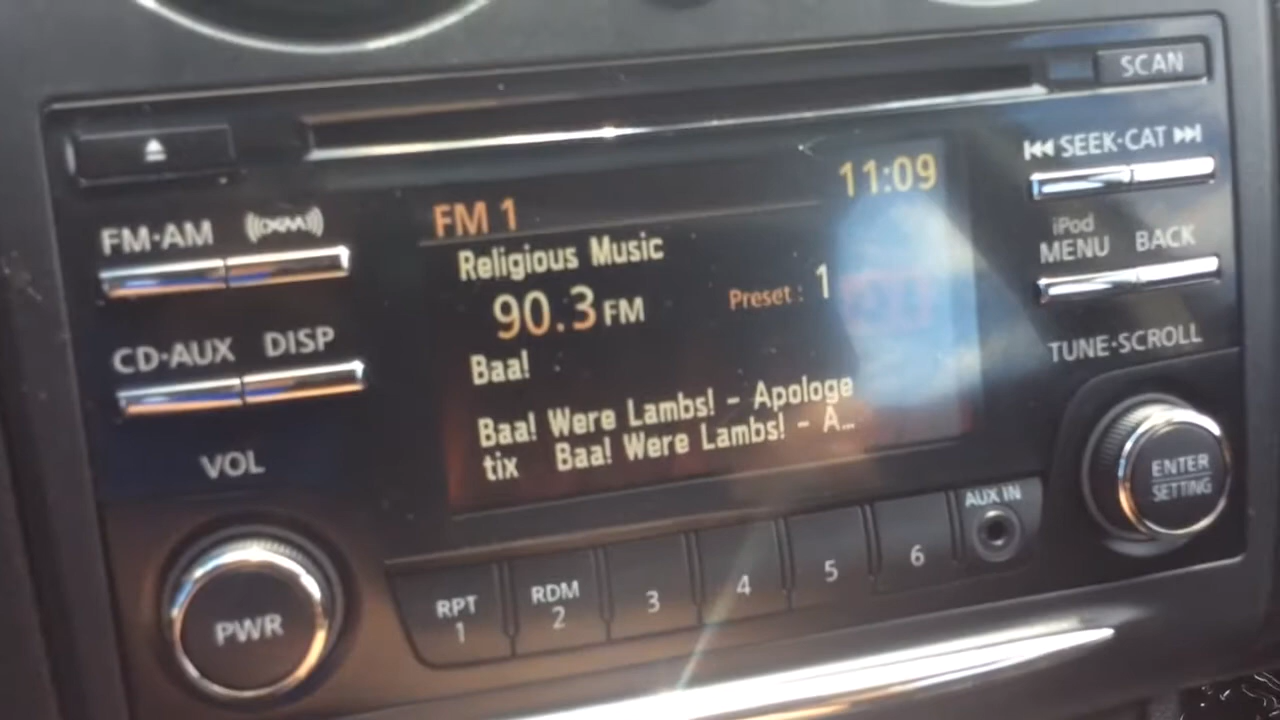 SCAN
⏮ SEEK·CAT ⏭
11:09
FM 1
FM·AM
((XM))
Religious Music
iPod
MENU
BACK
90.3 FM
Preset: 1
CD·AUX
DISP
Baa!
TUNE·SCROLL
Baa! Were Lambs! - Apologe
tix Baa! Were Lambs! - A...
VOL
ENTER
SETTING
AUX IN
PWR
RPT
1
RDM
2
3
4
5
6